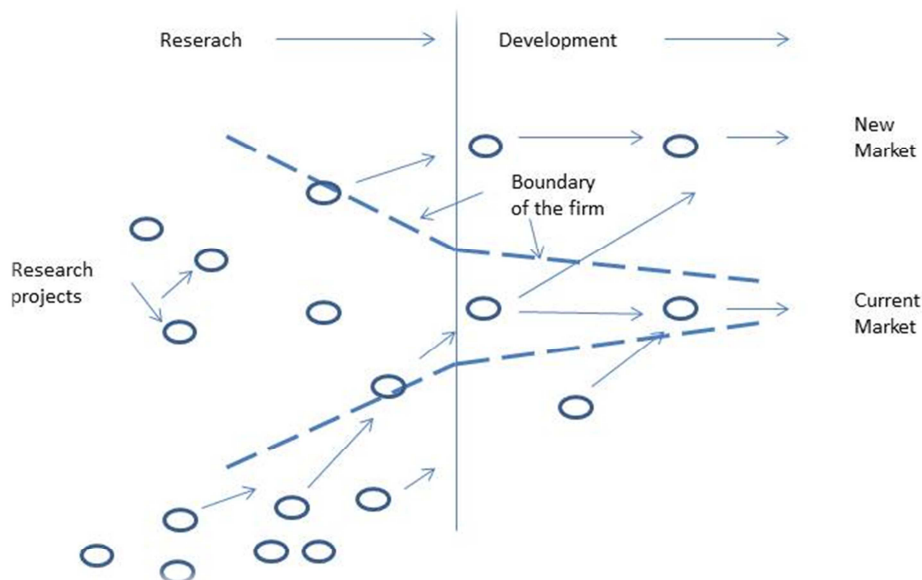 Reserach
Development
New
Market
Boundary
of the firm
Research
projects
Current
Market